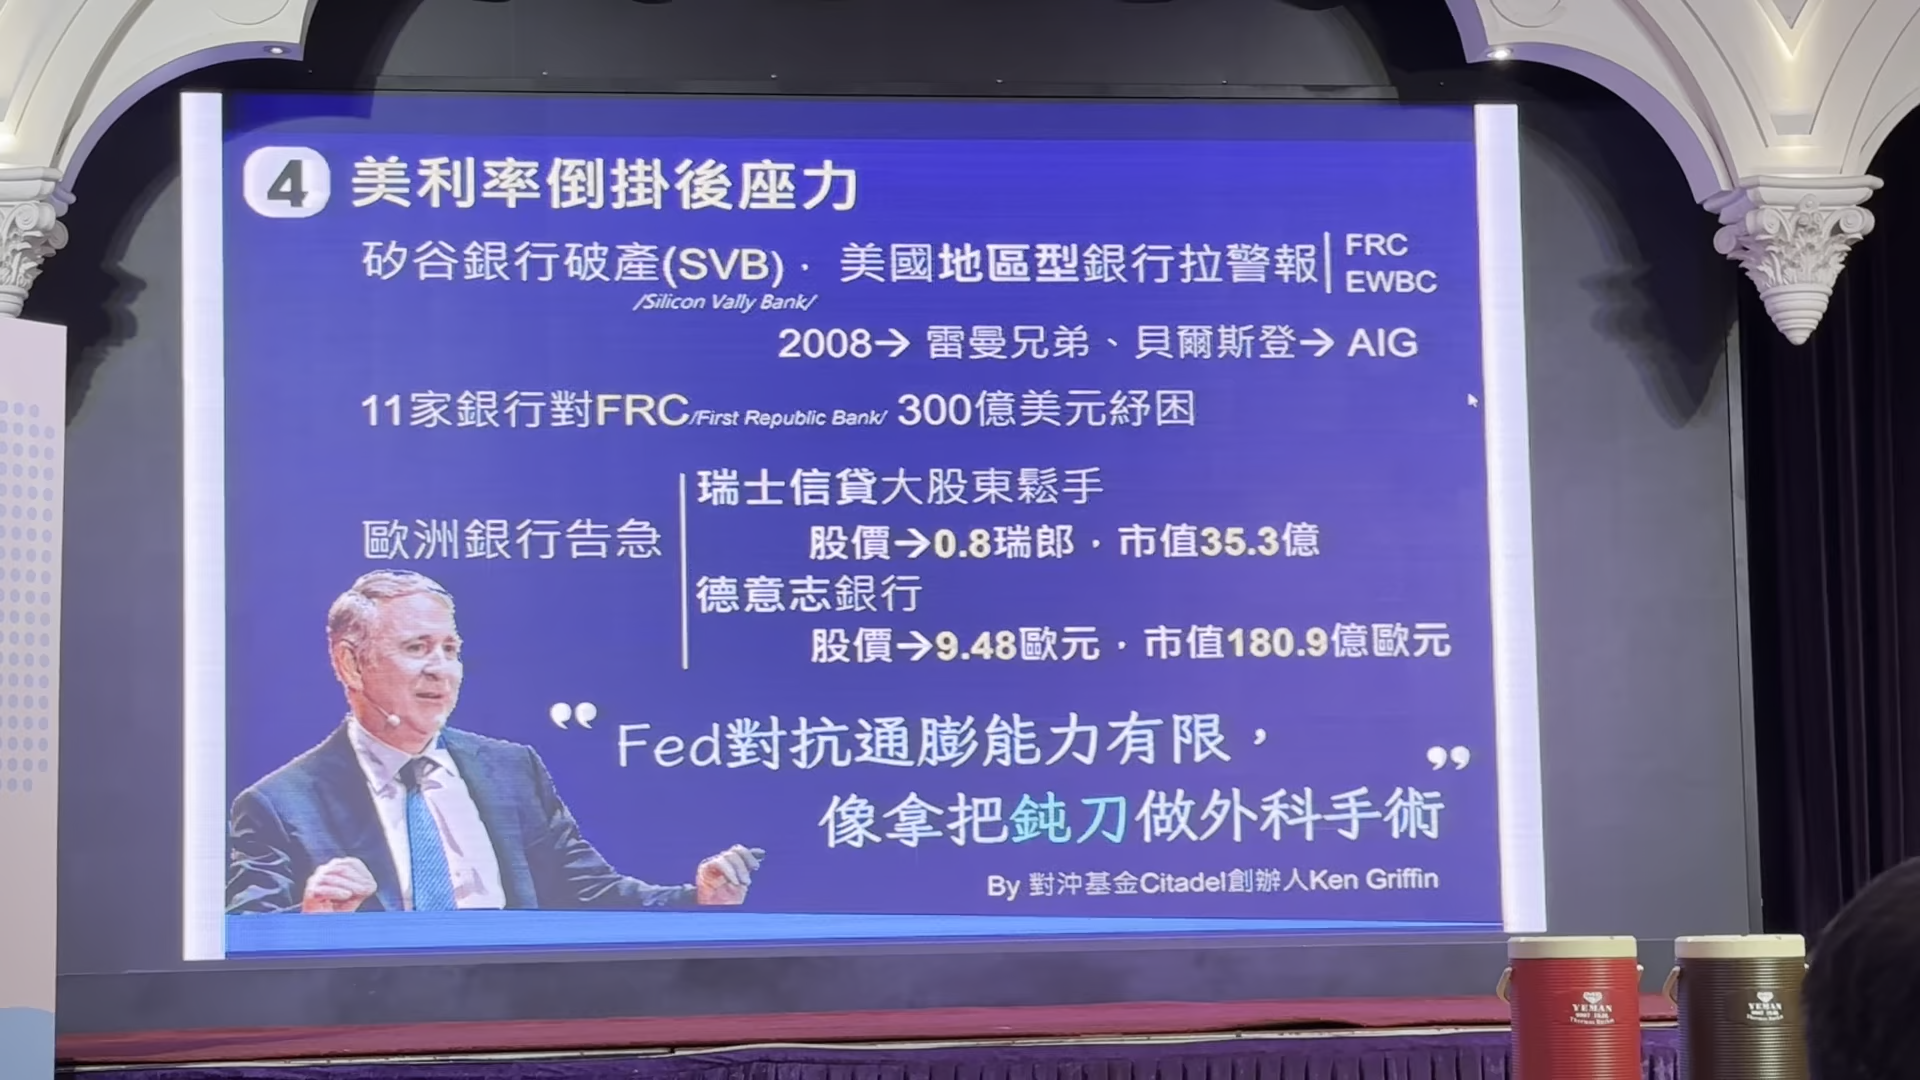 4 美利率倒掛後座力
矽谷銀行破產(SVB)· 美國地區型銀行拉警報 FRC
EWBC
/Silicon Vally Bank/
2008→ 雷曼兄弟、貝爾斯登→ AIG
11家銀行對FRC/First Republic Bank/ 300億美元紓困
歐洲銀行告急
瑞士信貸大股東鬆手
股價→0.8瑞郎·市值35.3億
德意志銀行
股價→9.48歐元·市值180.9億歐元
❝Fed對抗通膨能力有限,
像拿把鈍刀做外科手術❞
By 對沖基金Citadel創辦人Ken Griffin
YEMAN
YEMAN